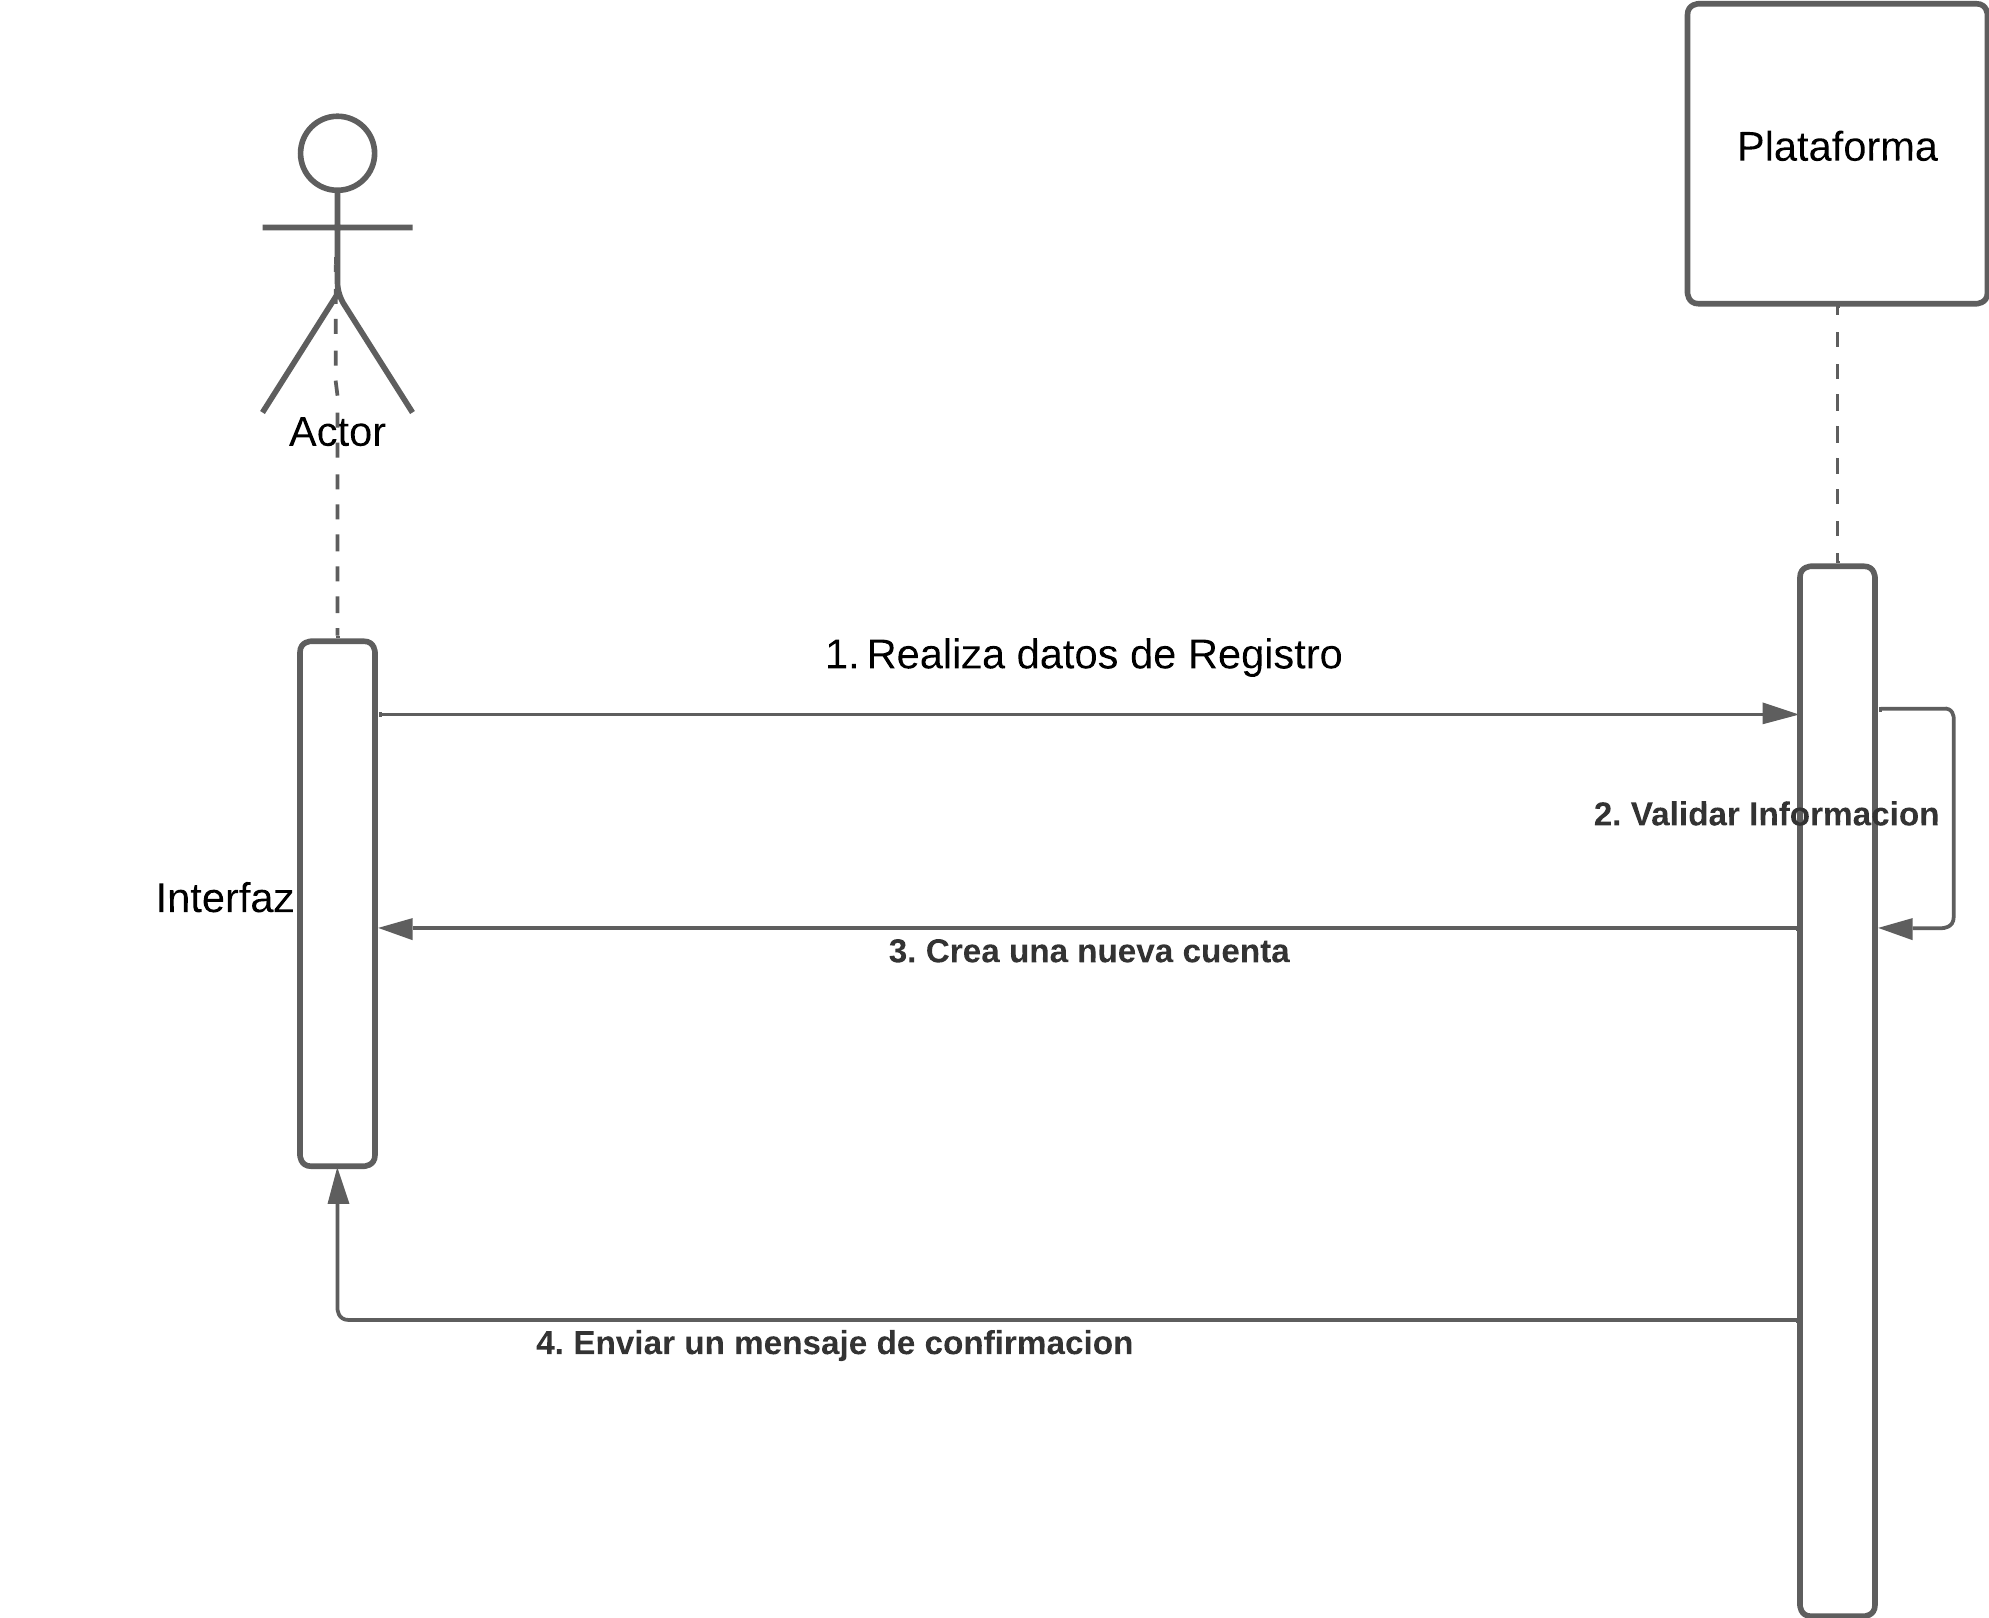 Plataforma
Actor
1. Realiza datos de Registro
2. Validar Informacion
Interfaz
3. Crea una nueva cuenta
4. Enviar un mensaje de confirmacion